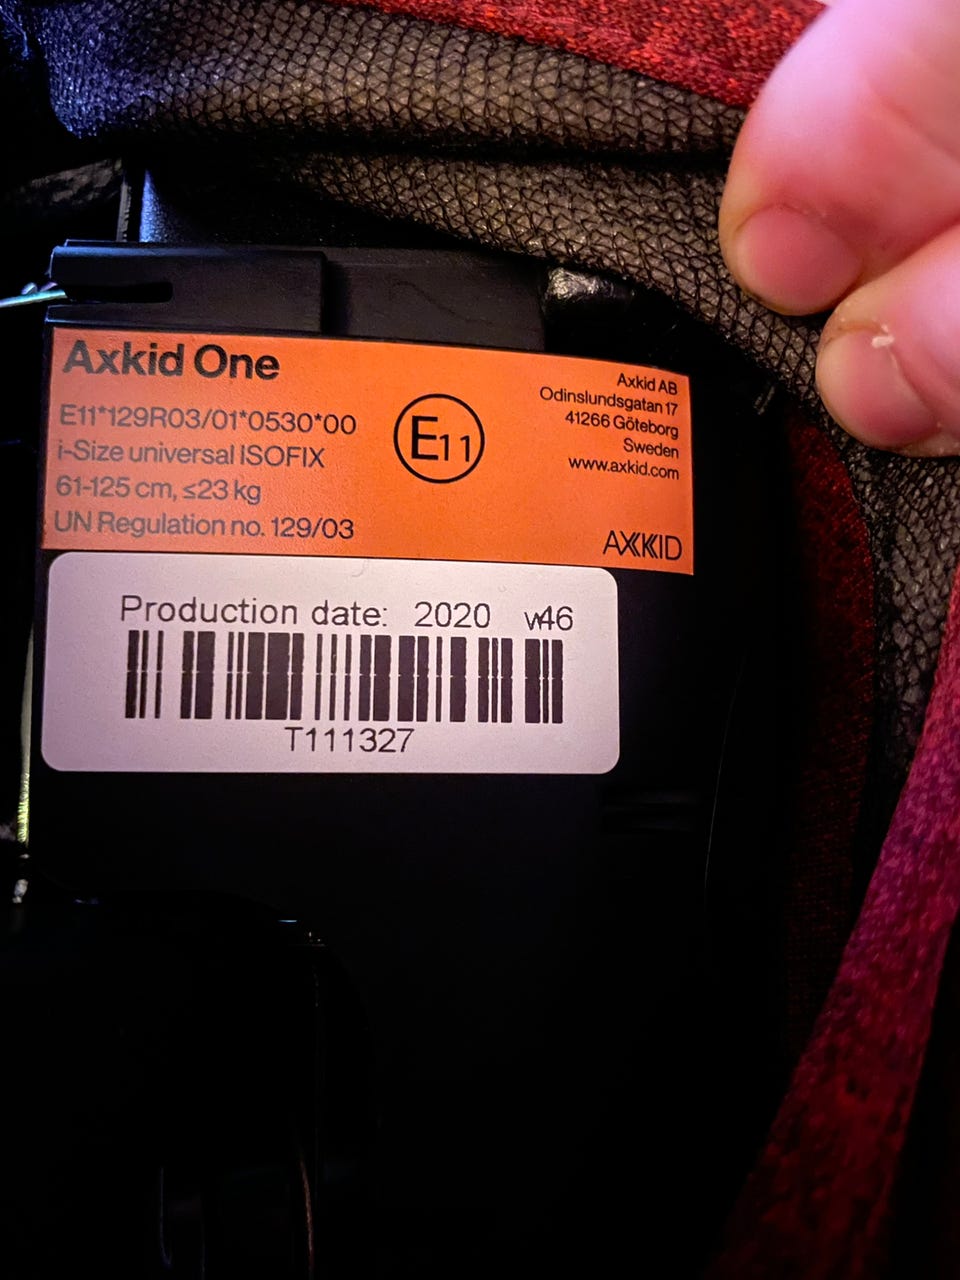 Axkid One
E11*129R03/01*0530*00
i-Size universal ISOFIX
61-125 cm, ≤23 kg
UN Regulation no. 129/03
E11
Axkid AB
Odinslundsgatan 17
41266 Göteborg
Sweden
www.axkid.com
AXKID
Production date: 2020 w46
T111327